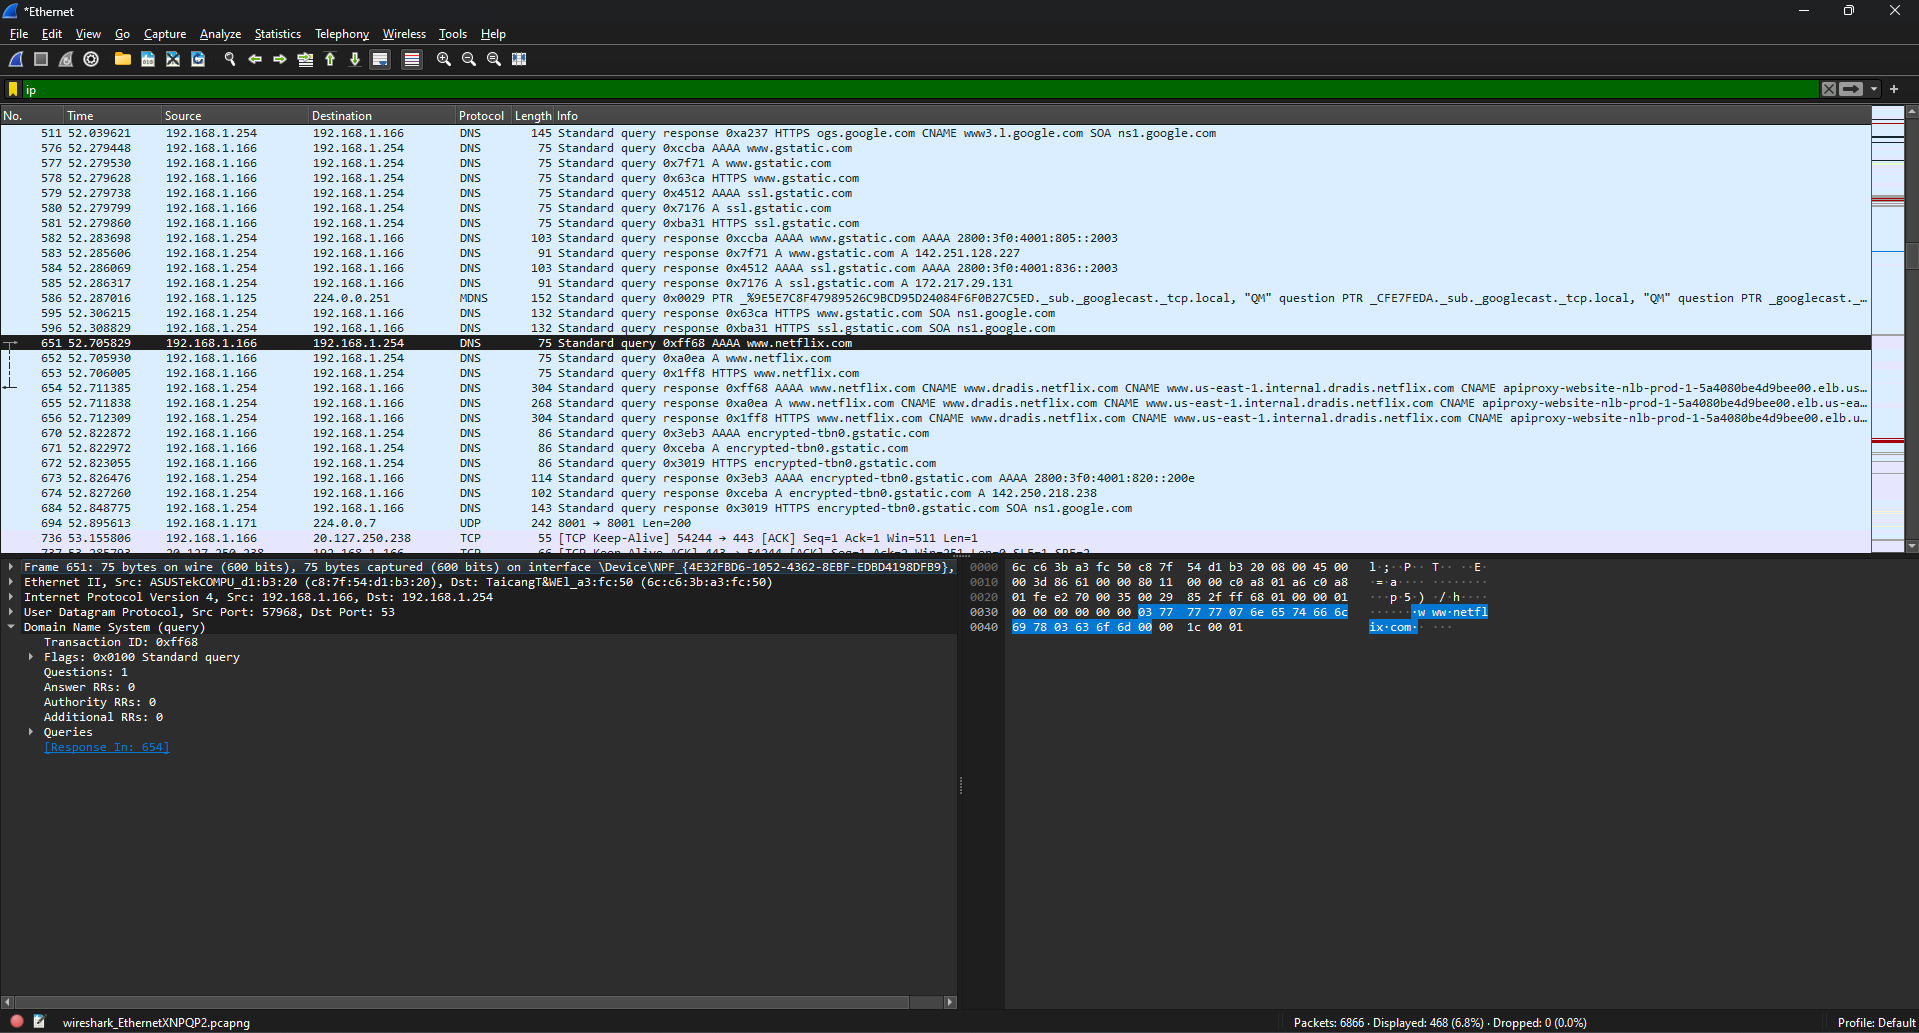 *Ethernet
File Edit View Go Capture Analyze Statistics Telephony Wireless Tools Help
ip
No. Time Source Destination Protocol Length Info
511 52.039621 192.168.1.254 192.168.1.166 DNS 145 Standard query response 0xa237 HTTPS ogs.google.com CNAME www3.l.google.com SOA ns1.google.com
576 52.279448 192.168.1.166 192.168.1.254 DNS 75 Standard query 0xccba AAAA www.gstatic.com
577 52.279530 192.168.1.166 192.168.1.254 DNS 75 Standard query 0x7f71 A www.gstatic.com
578 52.279628 192.168.1.166 192.168.1.254 DNS 75 Standard query 0x63ca HTTPS www.gstatic.com
579 52.279738 192.168.1.166 192.168.1.254 DNS 75 Standard query 0x4512 AAAA ssl.gstatic.com
580 52.279799 192.168.1.166 192.168.1.254 DNS 75 Standard query 0x7176 A ssl.gstatic.com
581 52.279860 192.168.1.166 192.168.1.254 DNS 75 Standard query 0xba31 HTTPS ssl.gstatic.com
582 52.283698 192.168.1.254 192.168.1.166 DNS 103 Standard query response 0xccba AAAA www.gstatic.com AAAA 2800:3f0:4001:805::2003
583 52.285606 192.168.1.254 192.168.1.166 DNS 91 Standard query response 0x7f71 A www.gstatic.com A 142.251.128.227
584 52.286069 192.168.1.254 192.168.1.166 DNS 103 Standard query response 0x4512 AAAA ssl.gstatic.com AAAA 2800:3f0:4001:836::2003
585 52.286317 192.168.1.254 192.168.1.166 DNS 91 Standard query response 0x7176 A ssl.gstatic.com A 172.217.29.131
586 52.287016 192.168.1.125 224.0.0.251 MDNS 152 Standard query 0x0029 PTR _%9E5E7C8F47989526C9BCD95D24084F6F0B27C5ED._sub._googlecast._tcp.local, "QM" question PTR _CFE7FEDA._sub._googlecast._tcp.local, "QM" question PTR _googlecast._…
595 52.306215 192.168.1.254 192.168.1.166 DNS 132 Standard query response 0x63ca HTTPS www.gstatic.com SOA ns1.google.com
596 52.308829 192.168.1.254 192.168.1.166 DNS 132 Standard query response 0xba31 HTTPS ssl.gstatic.com SOA ns1.google.com
651 52.705829 192.168.1.166 192.168.1.254 DNS 75 Standard query 0xff68 AAAA www.netflix.com
652 52.705930 192.168.1.166 192.168.1.254 DNS 75 Standard query 0xa0ea A www.netflix.com
653 52.706005 192.168.1.166 192.168.1.254 DNS 75 Standard query 0x1ff8 HTTPS www.netflix.com
654 52.711385 192.168.1.254 192.168.1.166 DNS 304 Standard query response 0xff68 AAAA www.netflix.com CNAME www.dradis.netflix.com CNAME www.us-east-1.internal.dradis.netflix.com CNAME apiproxy-website-nlb-prod-1-5a4080be4d9bee00.elb.us…
655 52.711838 192.168.1.254 192.168.1.166 DNS 268 Standard query response 0xa0ea A www.netflix.com CNAME www.dradis.netflix.com CNAME www.us-east-1.internal.dradis.netflix.com CNAME apiproxy-website-nlb-prod-1-5a4080be4d9bee00.elb.us-ea…
656 52.712309 192.168.1.254 192.168.1.166 DNS 304 Standard query response 0x1ff8 HTTPS www.netflix.com CNAME www.dradis.netflix.com CNAME www.us-east-1.internal.dradis.netflix.com CNAME apiproxy-website-nlb-prod-1-5a4080be4d9bee00.elb.u…
670 52.822872 192.168.1.166 192.168.1.254 DNS 86 Standard query 0x3eb3 AAAA encrypted-tbn0.gstatic.com
671 52.822972 192.168.1.166 192.168.1.254 DNS 86 Standard query 0xceba A encrypted-tbn0.gstatic.com
672 52.823055 192.168.1.166 192.168.1.254 DNS 86 Standard query 0x3019 HTTPS encrypted-tbn0.gstatic.com
673 52.826476 192.168.1.254 192.168.1.166 DNS 114 Standard query response 0x3eb3 AAAA encrypted-tbn0.gstatic.com AAAA 2800:3f0:4001:820::200e
674 52.827260 192.168.1.254 192.168.1.166 DNS 102 Standard query response 0xceba A encrypted-tbn0.gstatic.com A 142.250.218.238
684 52.848775 192.168.1.254 192.168.1.166 DNS 143 Standard query response 0x3019 HTTPS encrypted-tbn0.gstatic.com SOA ns1.google.com
694 52.895613 192.168.1.171 224.0.0.7 UDP 242 8001 → 8001 Len=200
736 53.155806 192.168.1.166 20.127.250.238 TCP 55 [TCP Keep-Alive] 54244 → 443 [ACK] Seq=1 Ack=1 Win=511 Len=1
737 53.285793 20.127.250.238 192.168.1.166 TCP 66 [TCP Keep-Alive ACK] 443 → 54244 [ACK] Seq=1 Ack=2 Win=251 Len=0 SLE=1 SRE=2
Frame 651: 75 bytes on wire (600 bits), 75 bytes captured (600 bits) on interface \Device\NPF_{4E32FBD6-1052-4362-8EBF-EDBD4198DFB9},
Ethernet II, Src: ASUSTekCOMPU_d1:b3:20 (c8:7f:54:d1:b3:20), Dst: TaicangT&WEl_a3:fc:50 (6c:c6:3b:a3:fc:50)
Internet Protocol Version 4, Src: 192.168.1.166, Dst: 192.168.1.254
User Datagram Protocol, Src Port: 57968, Dst Port: 53
Domain Name System (query)
Transaction ID: 0xff68
Flags: 0x0100 Standard query
Questions: 1
Answer RRs: 0
Authority RRs: 0
Additional RRs: 0
Queries
[Response In: 654]
0000 6c c6 3b a3 fc 50 c8 7f 54 d1 b3 20 08 00 45 00 l·;··P·· T·· ··E·
0010 00 3d 86 61 00 00 80 11 00 00 c0 a8 01 a6 c0 a8 ·=·a···· ········
0020 01 fe e2 70 00 35 00 29 85 2f ff 68 01 00 00 01 ···p·5·) ·/·h····
0030 00 00 00 00 00 00 03 77 77 77 07 6e 65 74 66 6c ·······w ww·netfl
0040 69 78 03 63 6f 6d 00 00 1c 00 01 ix·com·· ···
wireshark_EthernetXNPQP2.pcapng
Packets: 6866 · Displayed: 468 (6.8%) · Dropped: 0 (0.0%)
Profile: Default